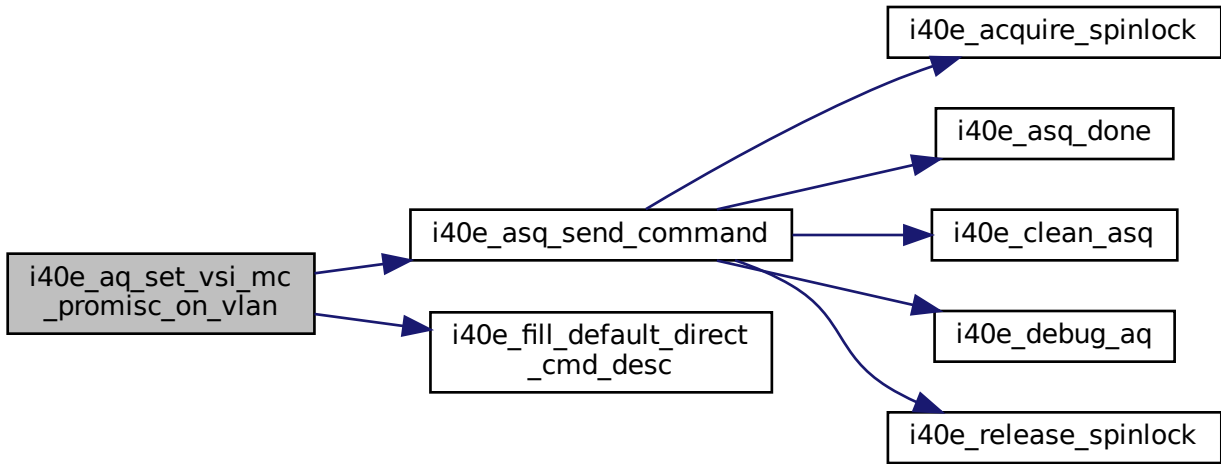 i40e_aq_set_vsi_mc
_promisc_on_vlan
i40e_asq_send_command
i40e_fill_default_direct
_cmd_desc
i40e_acquire_spinlock
i40e_asq_done
i40e_clean_asq
i40e_debug_aq
i40e_release_spinlock